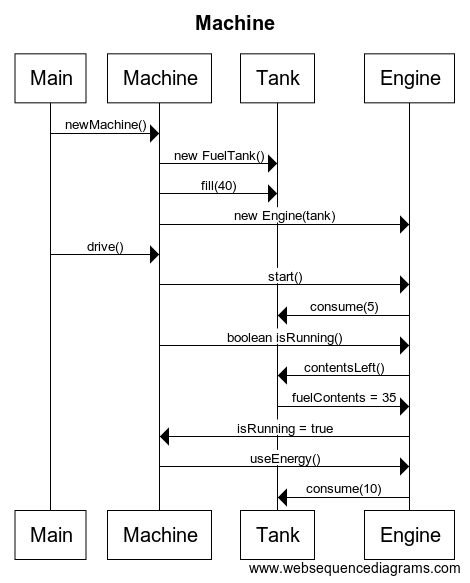 Machine
Main Machine Tank Engine
newMachine()
new FuelTank()
fill(40)
new Engine(tank)
drive()
start()
consume(5)
boolean isRunning()
contentsLeft()
fuelContents = 35
isRunning = true
useEnergy()
consume(10)
Main Machine Tank Engine
www.websequencediagrams.com